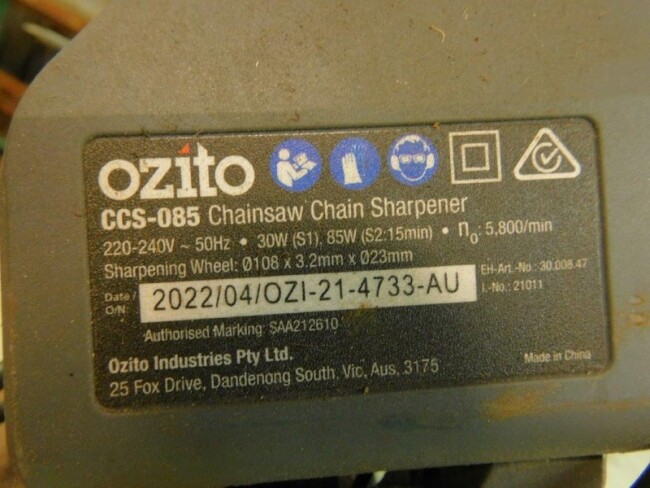 ozito
CCS-085 Chainsaw Chain Sharpener
220-240V ~ 50Hz • 30W (S1), 85W (S2:15min) • n₀: 5,800/min
Sharpening Wheel: Ø108 x 3.2mm x Ø23mm
EH-Art.-No.: 30.008.47
Date / O/N 2022/04/OZI-21-4733-AU
I.-No.: 21011
Authorised Marking: SAA212610
Ozito Industries Pty Ltd.
Made in China
25 Fox Drive, Dandenong South, Vic, Aus, 3175